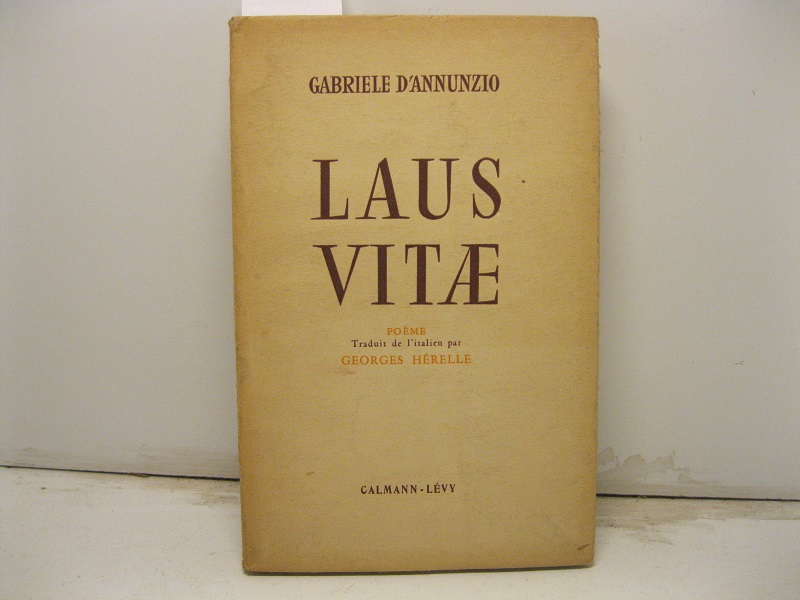 GABRIELE D'ANNUNZIO
LAUS
VITÆ
POÈME
Traduit de l'italien par
GEORGES HÉRELLE
CALMANN-LÉVY